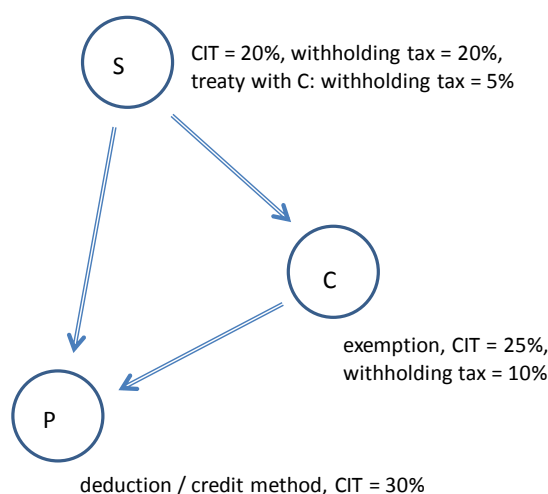 S
CIT = 20%, withholding tax = 20%,
treaty with C: withholding tax = 5%
C
exemption, CIT = 25%,
withholding tax = 10%
P
deduction / credit method, CIT = 30%